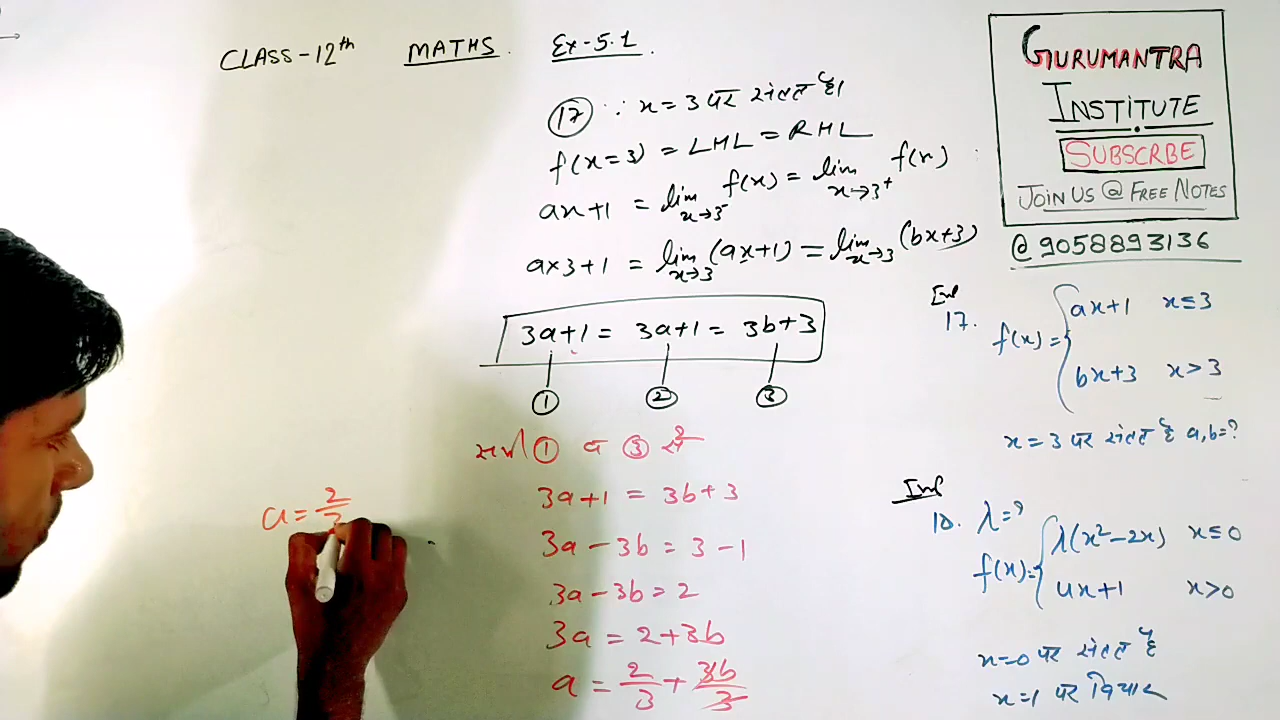 CLASS-12th MATHS. Ex-5.1.
17 ∵ x=3 पर संतत है।
f(x=3) = LHL = RHL
ax+1 = lim x→3⁻ f(x) = lim x→3⁺ f(x)
a×3+1 = lim x→3 (ax+1) = lim x→3 (bx+3)
3a+1 = 3a+1 = 3b+3
① ② ③
① व ③ से
3a+1 = 3b+3
3a-3b = 3-1
3a-3b=2
3a = 2+3b
a = 2/3 + 3b/3
a = 2/3
GURUMANTRA
INSTITUTE
SUBSCRBE
JOIN US @ FREE NOTES
@ 9058893136
Imp
17. f(x)= { ax+1 x≤3
bx+3 x>3
x=3 पर संतत है a,b=?
Imp
18. λ=?
f(x)= { λ(x²-2x) x≤0
4x+1 x>0
x=0 पर संतत है
x=1 पर विचार